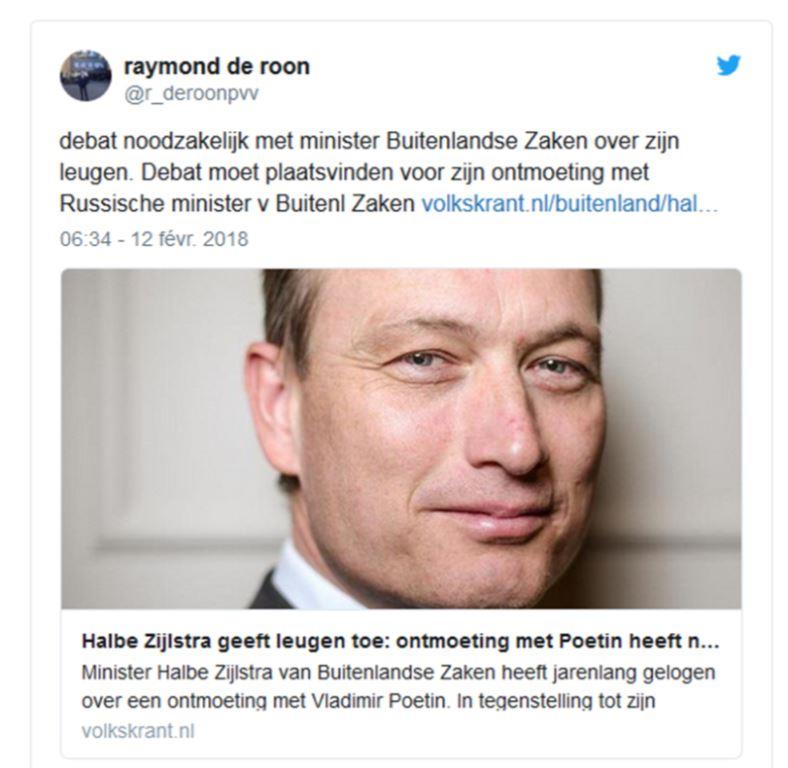 raymond de roon
@r_deroonpvv
debat noodzakelijk met minister Buitenlandse Zaken over zijn
leugen. Debat moet plaatsvinden voor zijn ontmoeting met
Russische minister v Buitenl Zaken volkskrant.nl/buitenland/hal…
06:34 - 12 févr. 2018
Halbe Zijlstra geeft leugen toe: ontmoeting met Poetin heeft n…
Minister Halbe Zijlstra van Buitenlandse Zaken heeft jarenlang gelogen
over een ontmoeting met Vladimir Poetin. In tegenstelling tot zijn
volkskrant.nl